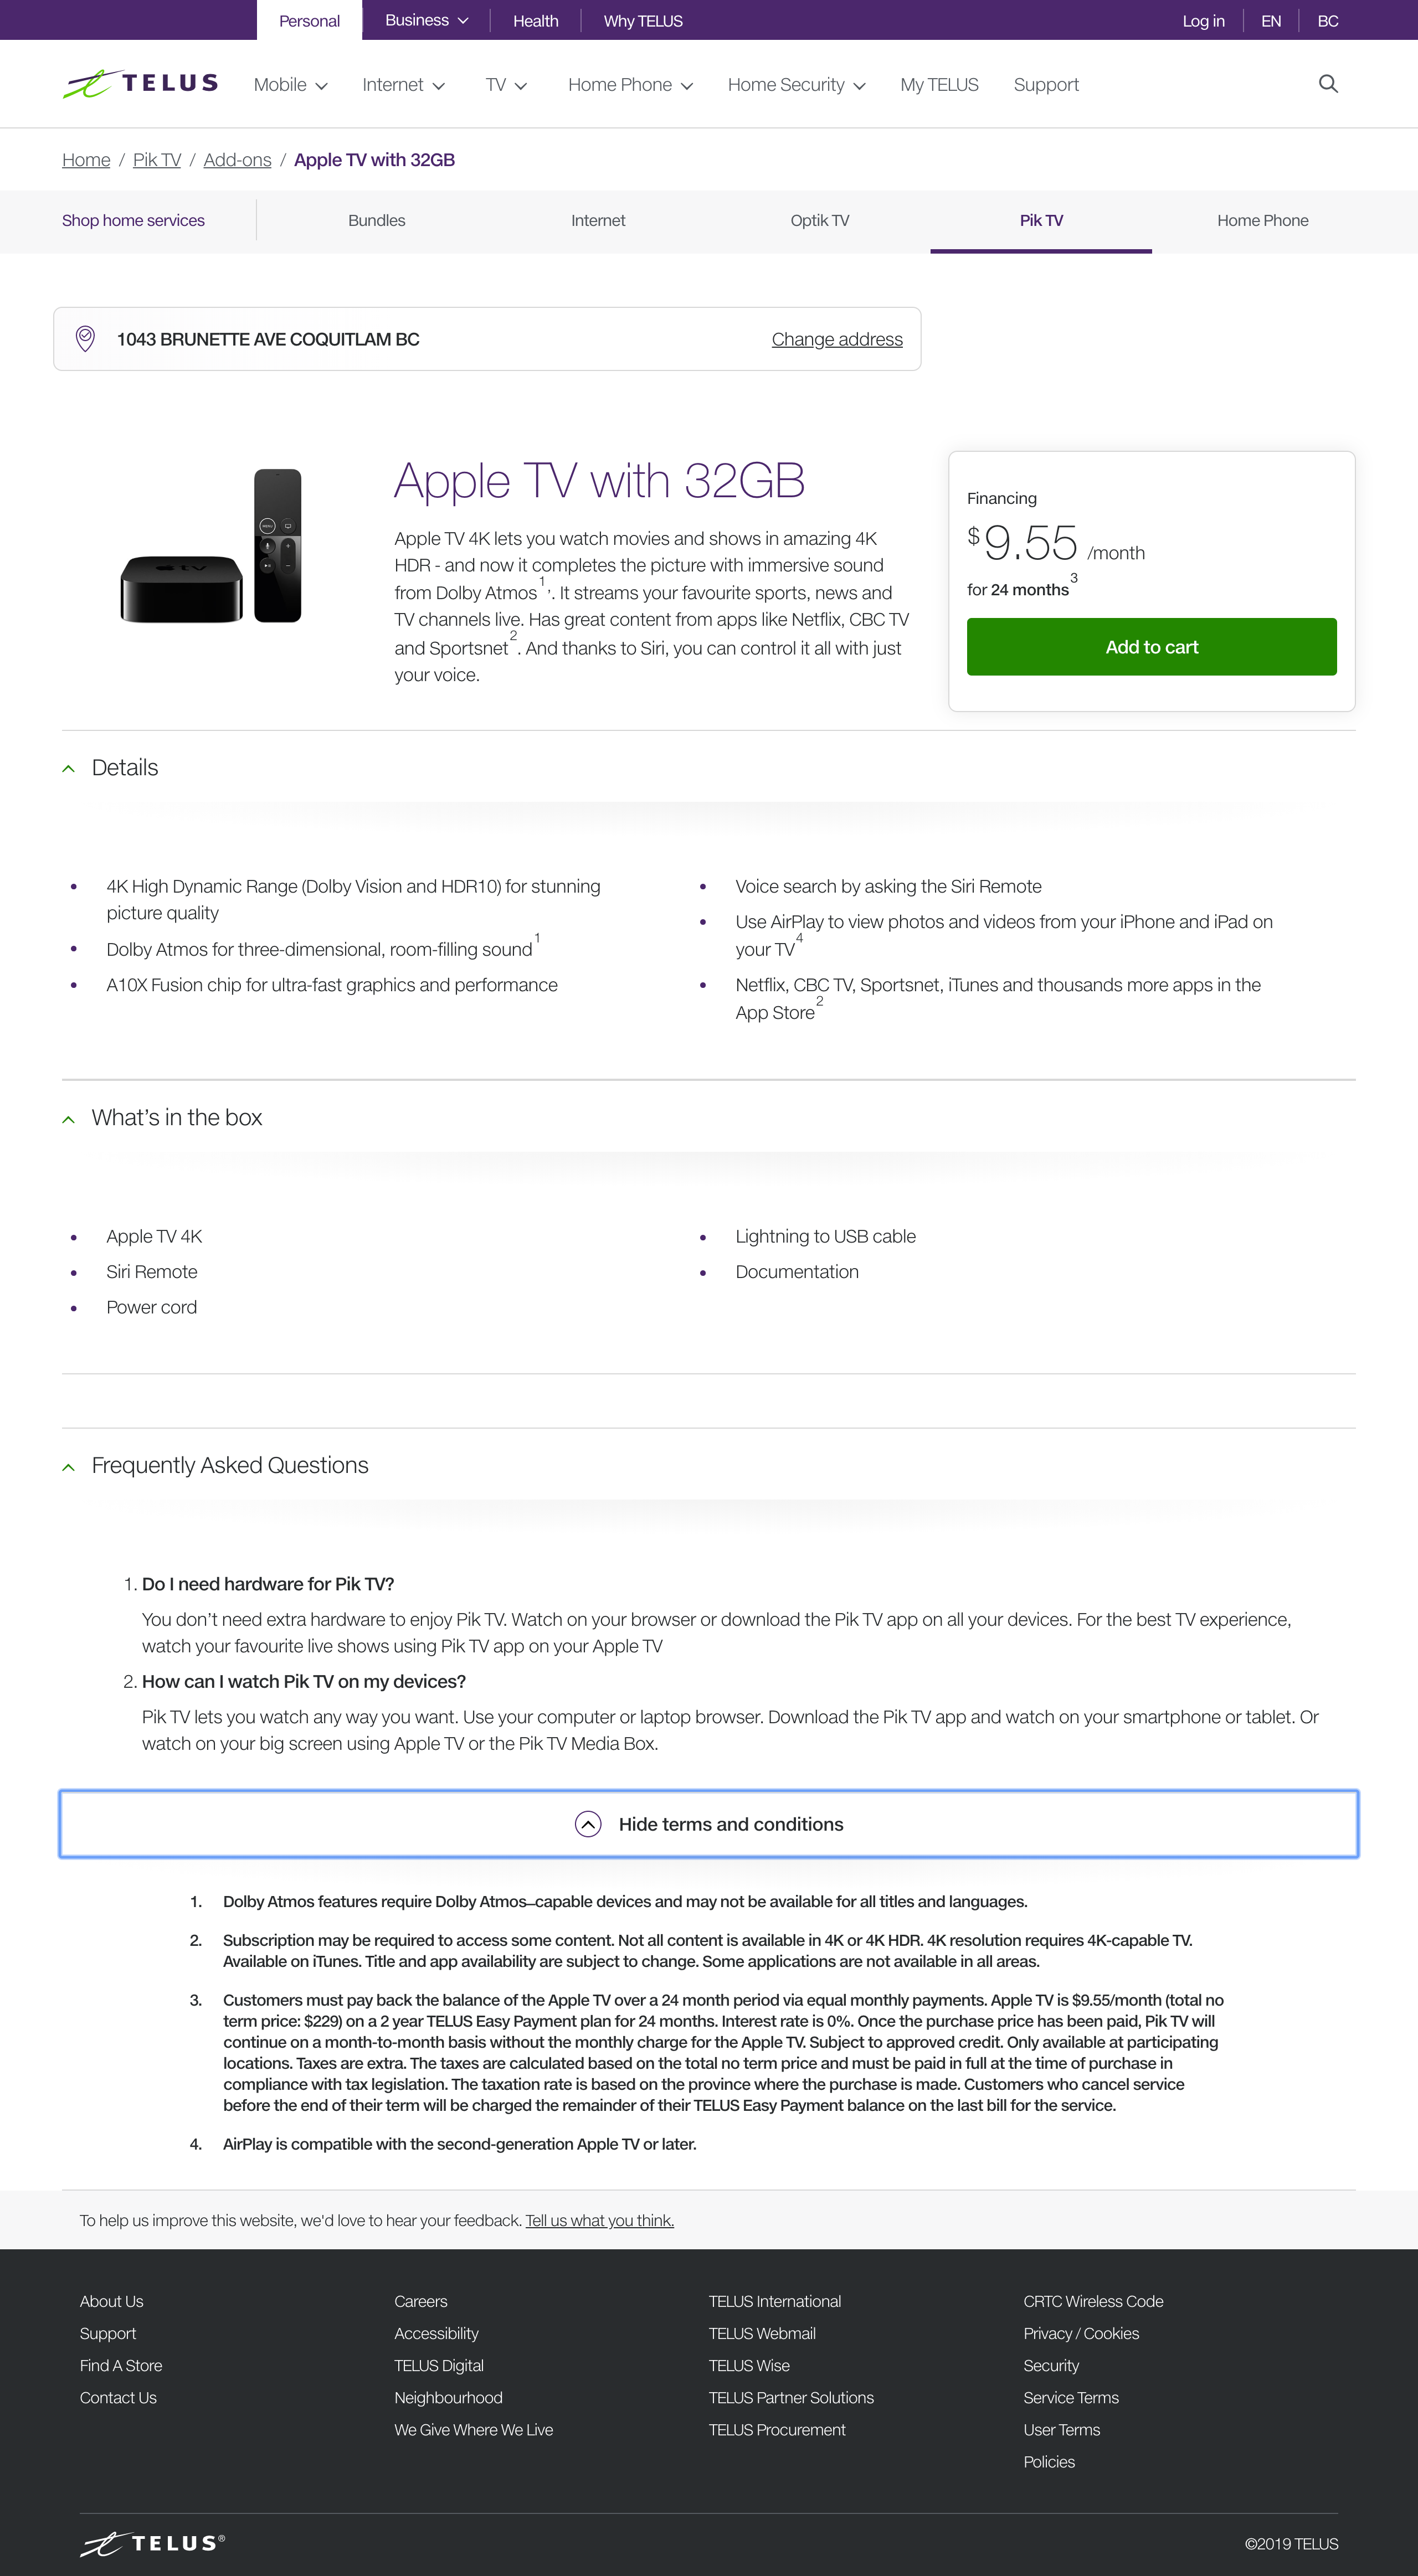 Personal
Business
Health
Why TELUS
Log in
EN
BC
TELUS
Mobile
Internet
TV
Home Phone
Home Security
My TELUS
Support
Home / Pik TV / Add-ons / Apple TV with 32GB
Shop home services
Bundles
Internet
Optik TV
Pik TV
Home Phone
1043 BRUNETTE AVE COQUITLAM BC
Change address
MENU
tv
Apple TV with 32GB
Apple TV 4K lets you watch movies and shows in amazing 4K
HDR - and now it completes the picture with immersive sound
from Dolby Atmos 1,. It streams your favourite sports, news and
TV channels live. Has great content from apps like Netflix, CBC TV
and Sportsnet 2. And thanks to Siri, you can control it all with just
your voice.
Financing
$9.55 /month
for 24 months 3
Add to cart
Details
4K High Dynamic Range (Dolby Vision and HDR10) for stunning
picture quality
Dolby Atmos for three-dimensional, room-filling sound 1
A10X Fusion chip for ultra-fast graphics and performance
Voice search by asking the Siri Remote
Use AirPlay to view photos and videos from your iPhone and iPad on
your TV 4
Netflix, CBC TV, Sportsnet, iTunes and thousands more apps in the
App Store 2
What's in the box
Apple TV 4K
Siri Remote
Power cord
Lightning to USB cable
Documentation
Frequently Asked Questions
1. Do I need hardware for Pik TV?
You don't need extra hardware to enjoy Pik TV. Watch on your browser or download the Pik TV app on all your devices. For the best TV experience,
watch your favourite live shows using Pik TV app on your Apple TV
2. How can I watch Pik TV on my devices?
Pik TV lets you watch any way you want. Use your computer or laptop browser. Download the Pik TV app and watch on your smartphone or tablet. Or
watch on your big screen using Apple TV or the Pik TV Media Box.
Hide terms and conditions
1. Dolby Atmos features require Dolby Atmos–capable devices and may not be available for all titles and languages.
2. Subscription may be required to access some content. Not all content is available in 4K or 4K HDR. 4K resolution requires 4K-capable TV.
Available on iTunes. Title and app availability are subject to change. Some applications are not available in all areas.
3. Customers must pay back the balance of the Apple TV over a 24 month period via equal monthly payments. Apple TV is $9.55/month (total no
term price: $229) on a 2 year TELUS Easy Payment plan for 24 months. Interest rate is 0%. Once the purchase price has been paid, Pik TV will
continue on a month-to-month basis without the monthly charge for the Apple TV. Subject to approved credit. Only available at participating
locations. Taxes are extra. The taxes are calculated based on the total no term price and must be paid in full at the time of purchase in
compliance with tax legislation. The taxation rate is based on the province where the purchase is made. Customers who cancel service
before the end of their term will be charged the remainder of their TELUS Easy Payment balance on the last bill for the service.
4. AirPlay is compatible with the second-generation Apple TV or later.
To help us improve this website, we'd love to hear your feedback. Tell us what you think.
About Us
Support
Find A Store
Contact Us
Careers
Accessibility
TELUS Digital
Neighbourhood
We Give Where We Live
TELUS International
TELUS Webmail
TELUS Wise
TELUS Partner Solutions
TELUS Procurement
CRTC Wireless Code
Privacy / Cookies
Security
Service Terms
User Terms
Policies
TELUS®
©2019 TELUS